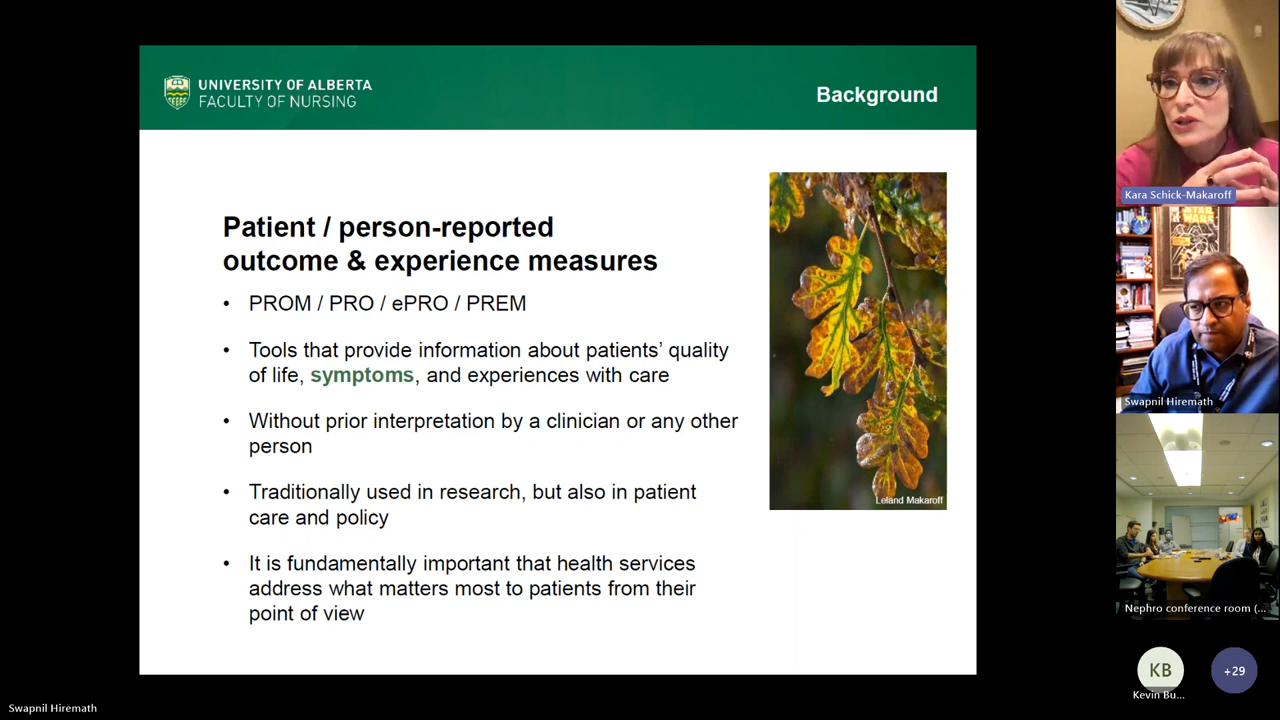 UNIVERSITY OF ALBERTA
FACULTY OF NURSING
Background
Patient / person-reported
outcome & experience measures
• PROM / PRO / ePRO / PREM
• Tools that provide information about patients' quality
of life, symptoms, and experiences with care
• Without prior interpretation by a clinician or any other
person
• Traditionally used in research, but also in patient
care and policy
• It is fundamentally important that health services
address what matters most to patients from their
point of view
Leland Makaroff
Kara Schick-Makaroff
STAR
WARS
Swapnil Hiremath
Nephro conference room (...
KB
Kevin Bu...
+29
Swapnil Hiremath